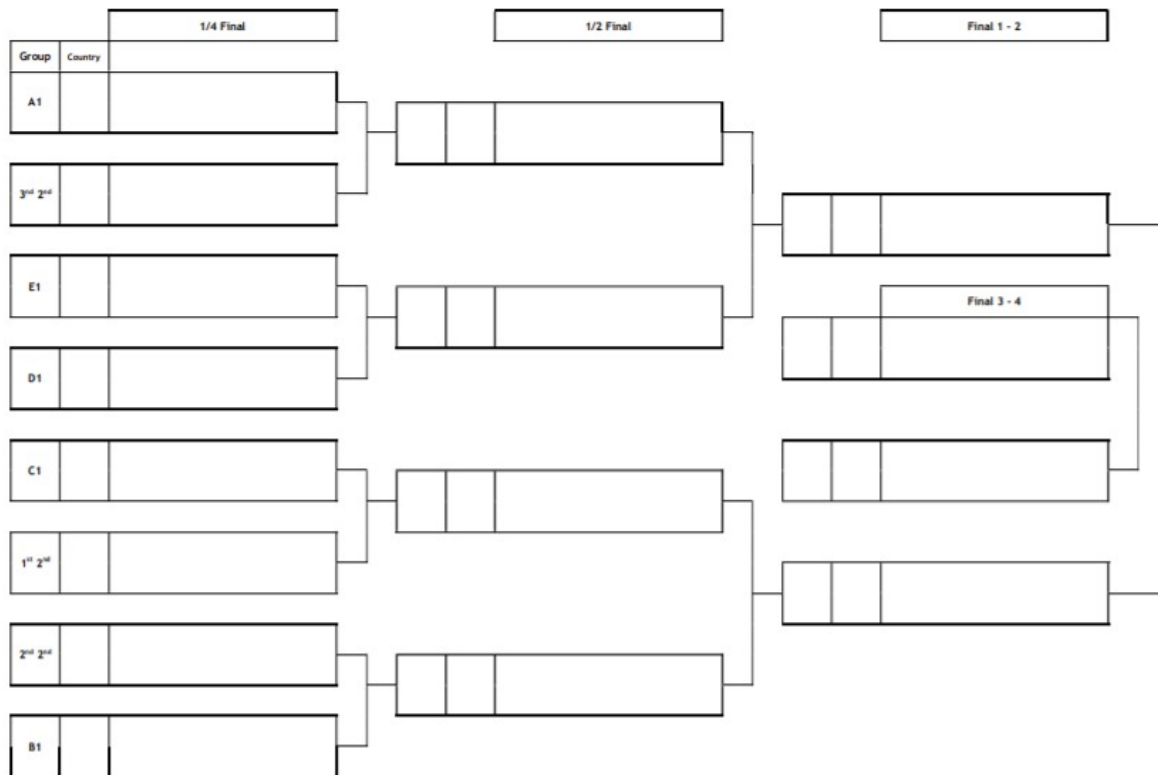 1/4 Final
1/2 Final
Final 1 - 2
Group Country
A1
3ʳᵈ 2ⁿᵈ
E1
Final 3 - 4
D1
C1
1ˢᵗ 2ⁿᵈ
2ⁿᵈ 2ⁿᵈ
B1